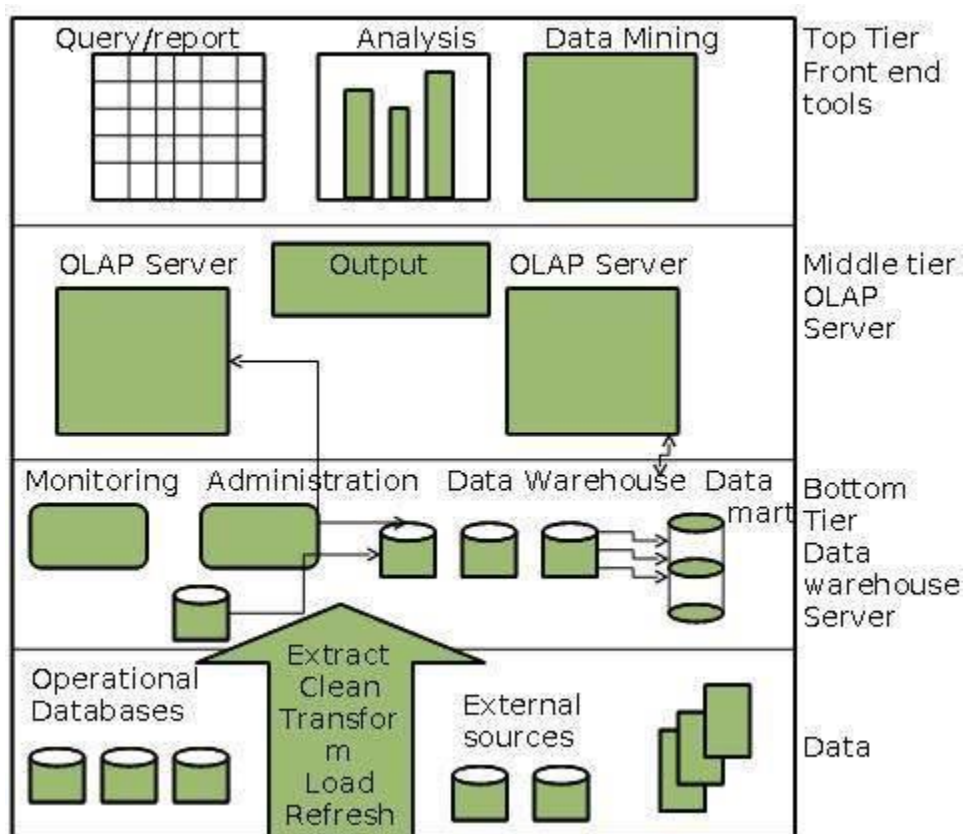 Query/report
Analysis
Data Mining
Top Tier
Front end
tools
OLAP Server
Output
OLAP Server
Middle tier
OLAP
Server
Monitoring
Administration
Data Warehouse
Data
mart
Bottom
Tier
Data
warehouse
Server
Operational
Databases
Extract
Clean
Transfor
m
Load
Refresh
External
sources
Data